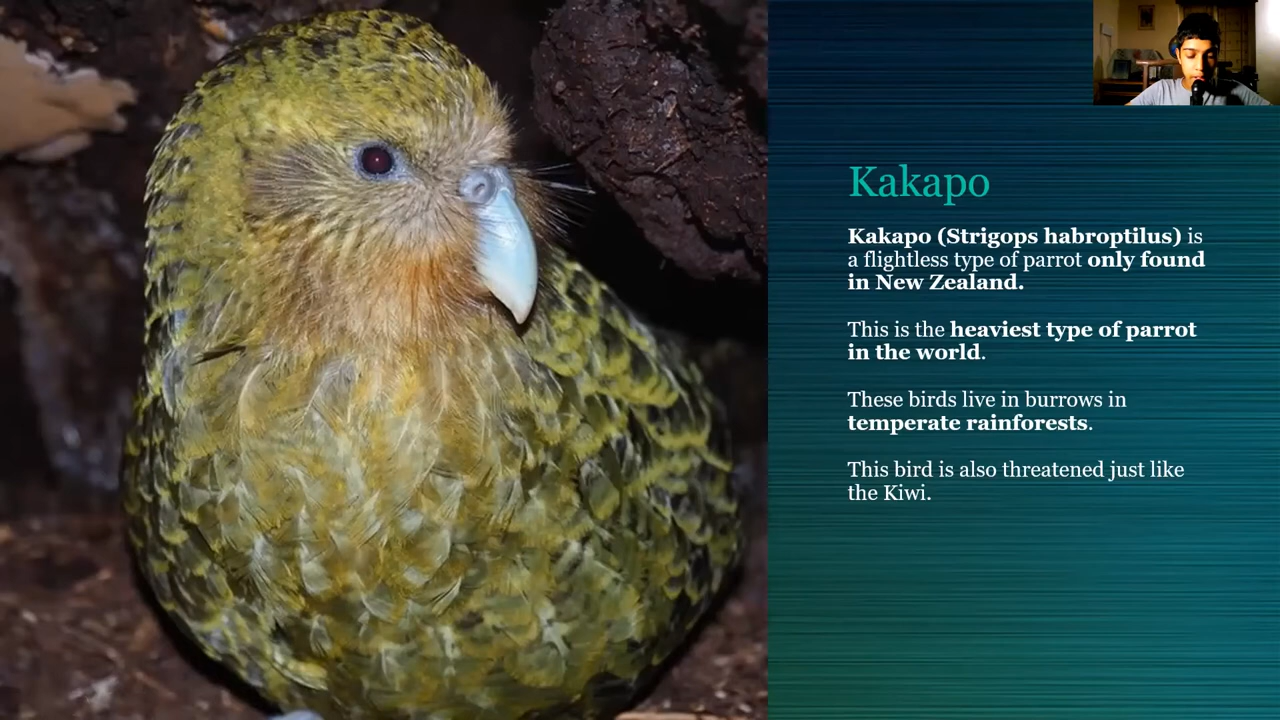 Kakapo
Kakapo (Strigops habroptilus) is
a flightless type of parrot only found
in New Zealand.
This is the heaviest type of parrot
in the world.
These birds live in burrows in
temperate rainforests.
This bird is also threatened just like
the Kiwi.